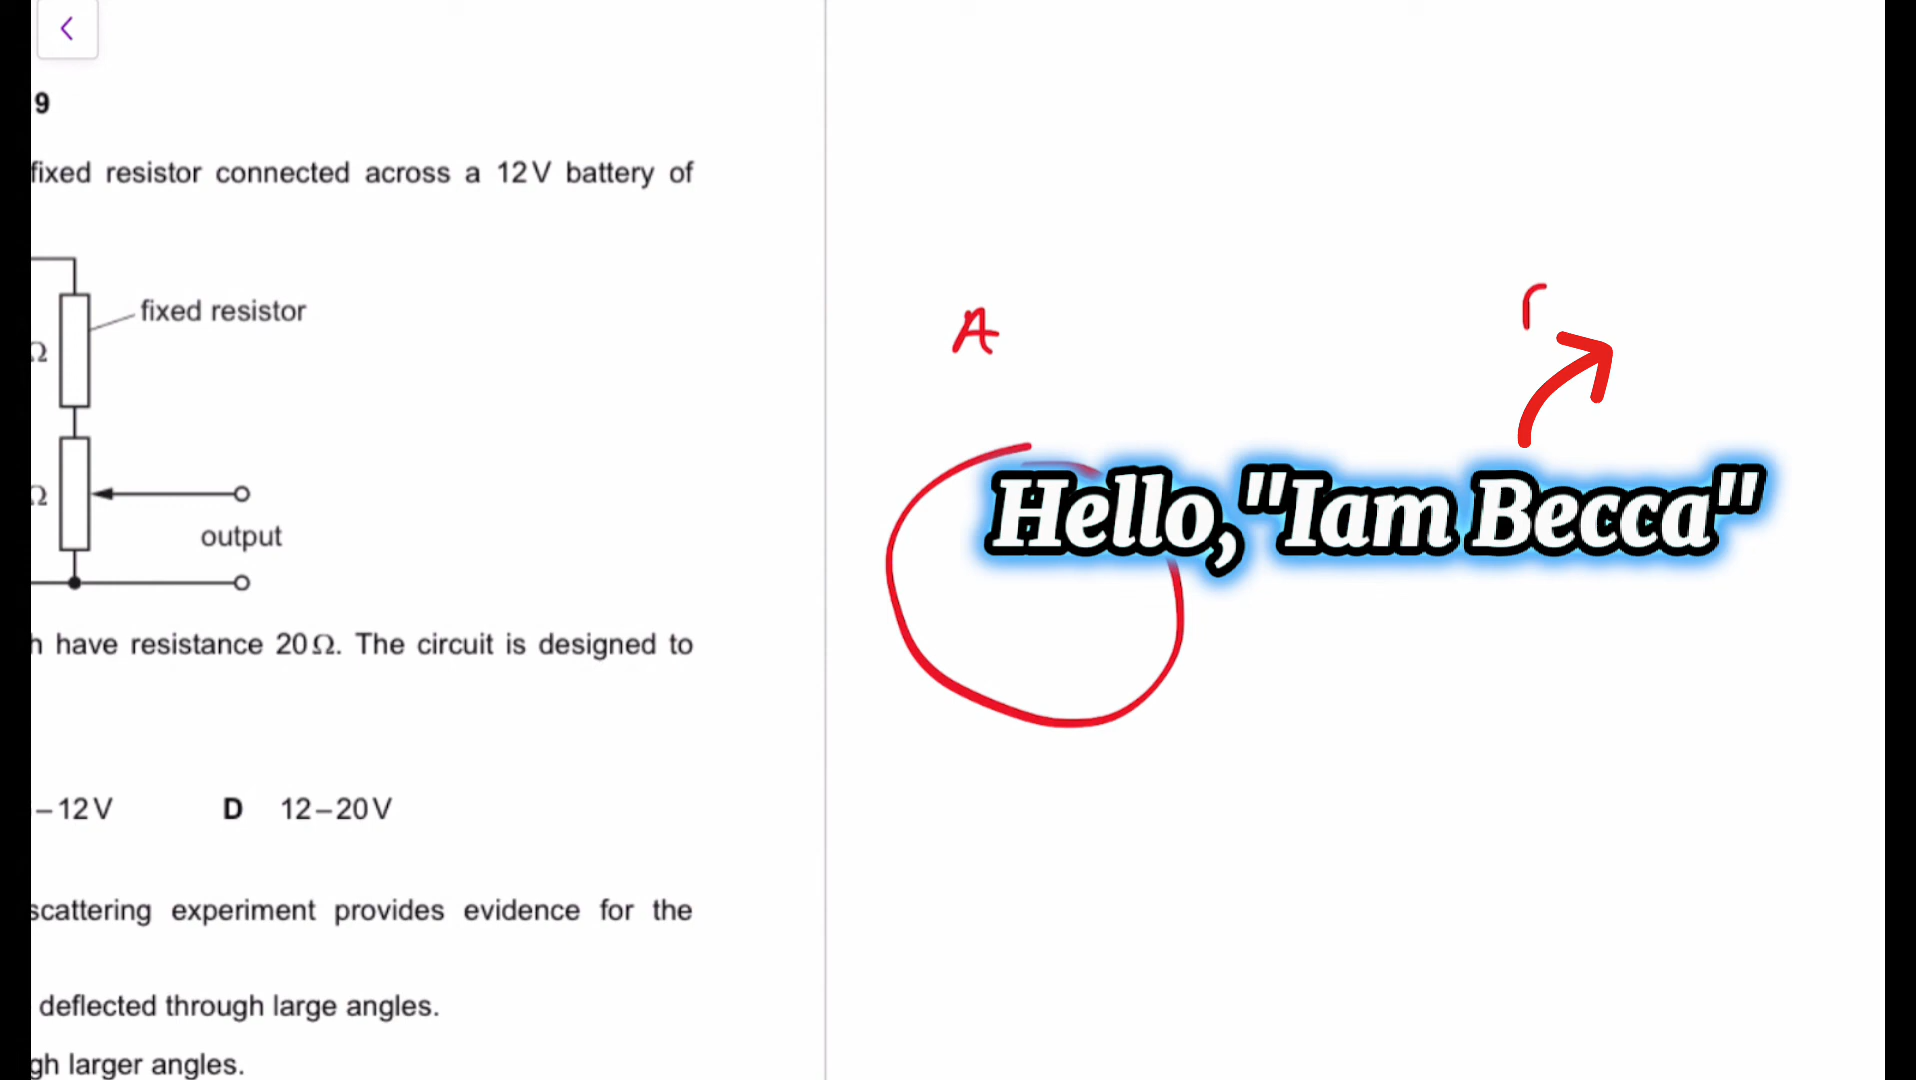 9
fixed resistor connected across a 12 V battery of
fixed resistor
Ω
Ω
output
have resistance 20 Ω. The circuit is designed to
– 12 V D 12 – 20 V
scattering experiment provides evidence for the
deflected through large angles.
larger angles.
A
Hello,"Iam Becca"